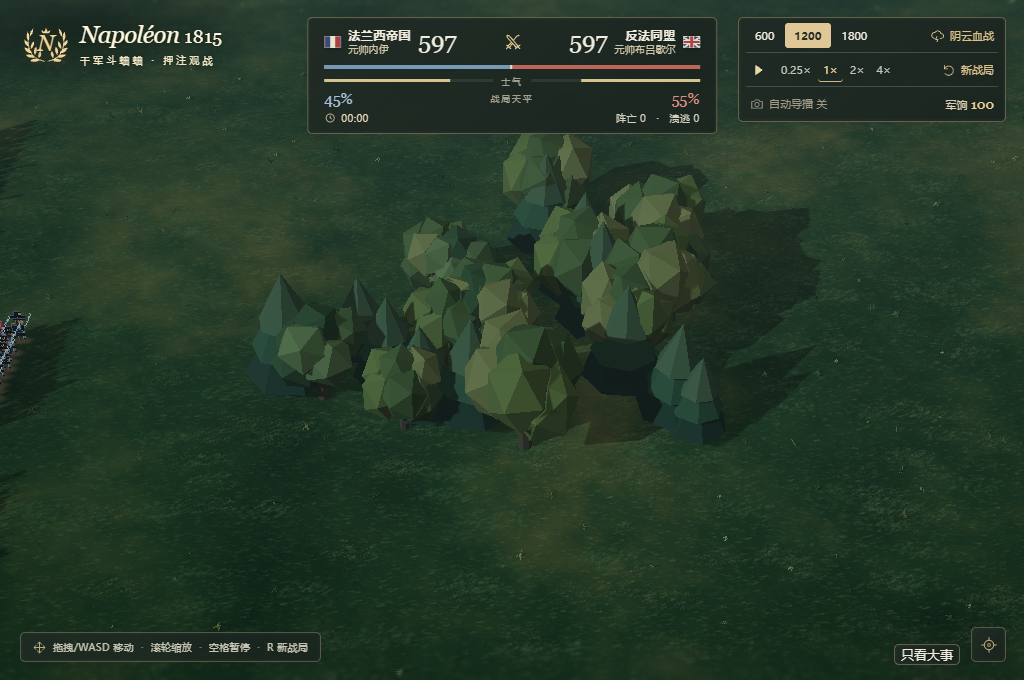 Napoléon 1815
千军斗蛐蛐 · 押注观战
法兰西帝国
元帅内伊
597
597
反法同盟
元帅布吕歇尔
士气
45%
战局天平
55%
00:00
阵亡 0 · 溃逃 0
600 1200 1800 阴云血战
0.25× 1× 2× 4× 新战局
自动导播 关 军饷 100
拖拽/WASD 移动 · 滚轮缩放 · 空格暂停 · R 新战局
只看大事